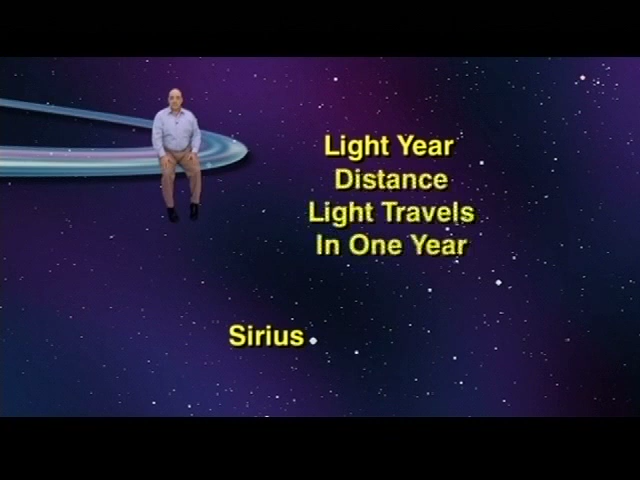 Light Year
Distance
Light Travels
In One Year
Sirius